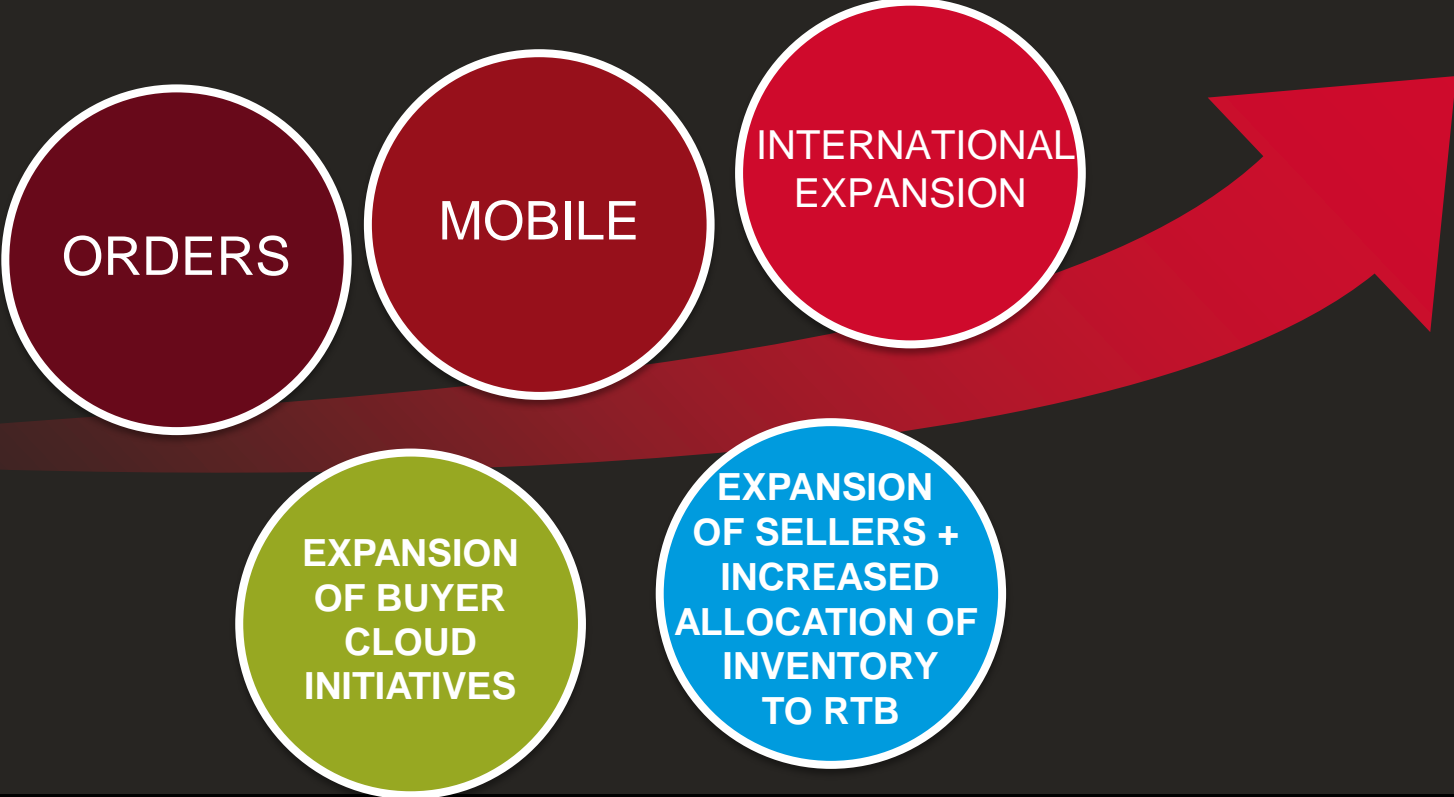 ORDERS
MOBILE
INTERNATIONAL
EXPANSION
EXPANSION
OF BUYER
CLOUD
INITIATIVES
EXPANSION
OF SELLERS +
INCREASED
ALLOCATION OF
INVENTORY
TO RTB